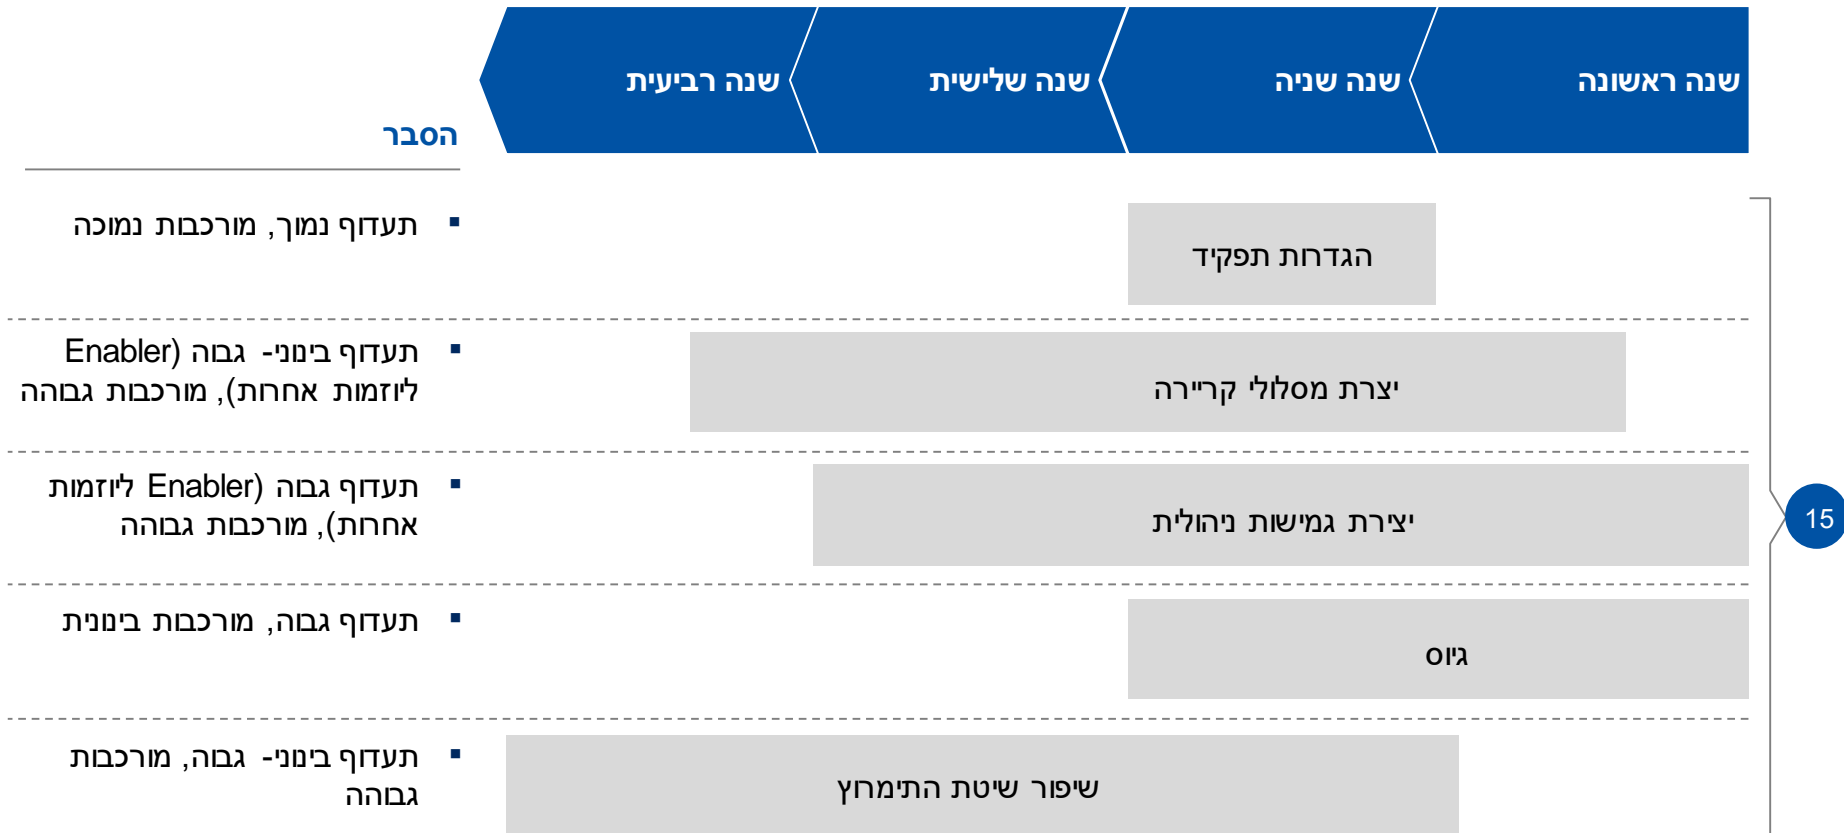 שנה ראשונה
שנה שניה
שנה שלישית
שנה רביעית
הסבר
הגדרות תפקיד
▪ תעדוף נמוך, מורכבות נמוכה
יצרת מסלולי קריירה
▪ תעדוף בינוני- גבוה (Enabler
ליוזמות אחרות), מורכבות גבוהה
יצירת גמישות ניהולית
▪ תעדוף גבוה (Enabler ליוזמות
אחרות), מורכבות גבוהה
15
גיוס
▪ תעדוף גבוה, מורכבות בינונית
שיפור שיטת התימרוץ
▪ תעדוף בינוני- גבוה, מורכבות
גבוהה